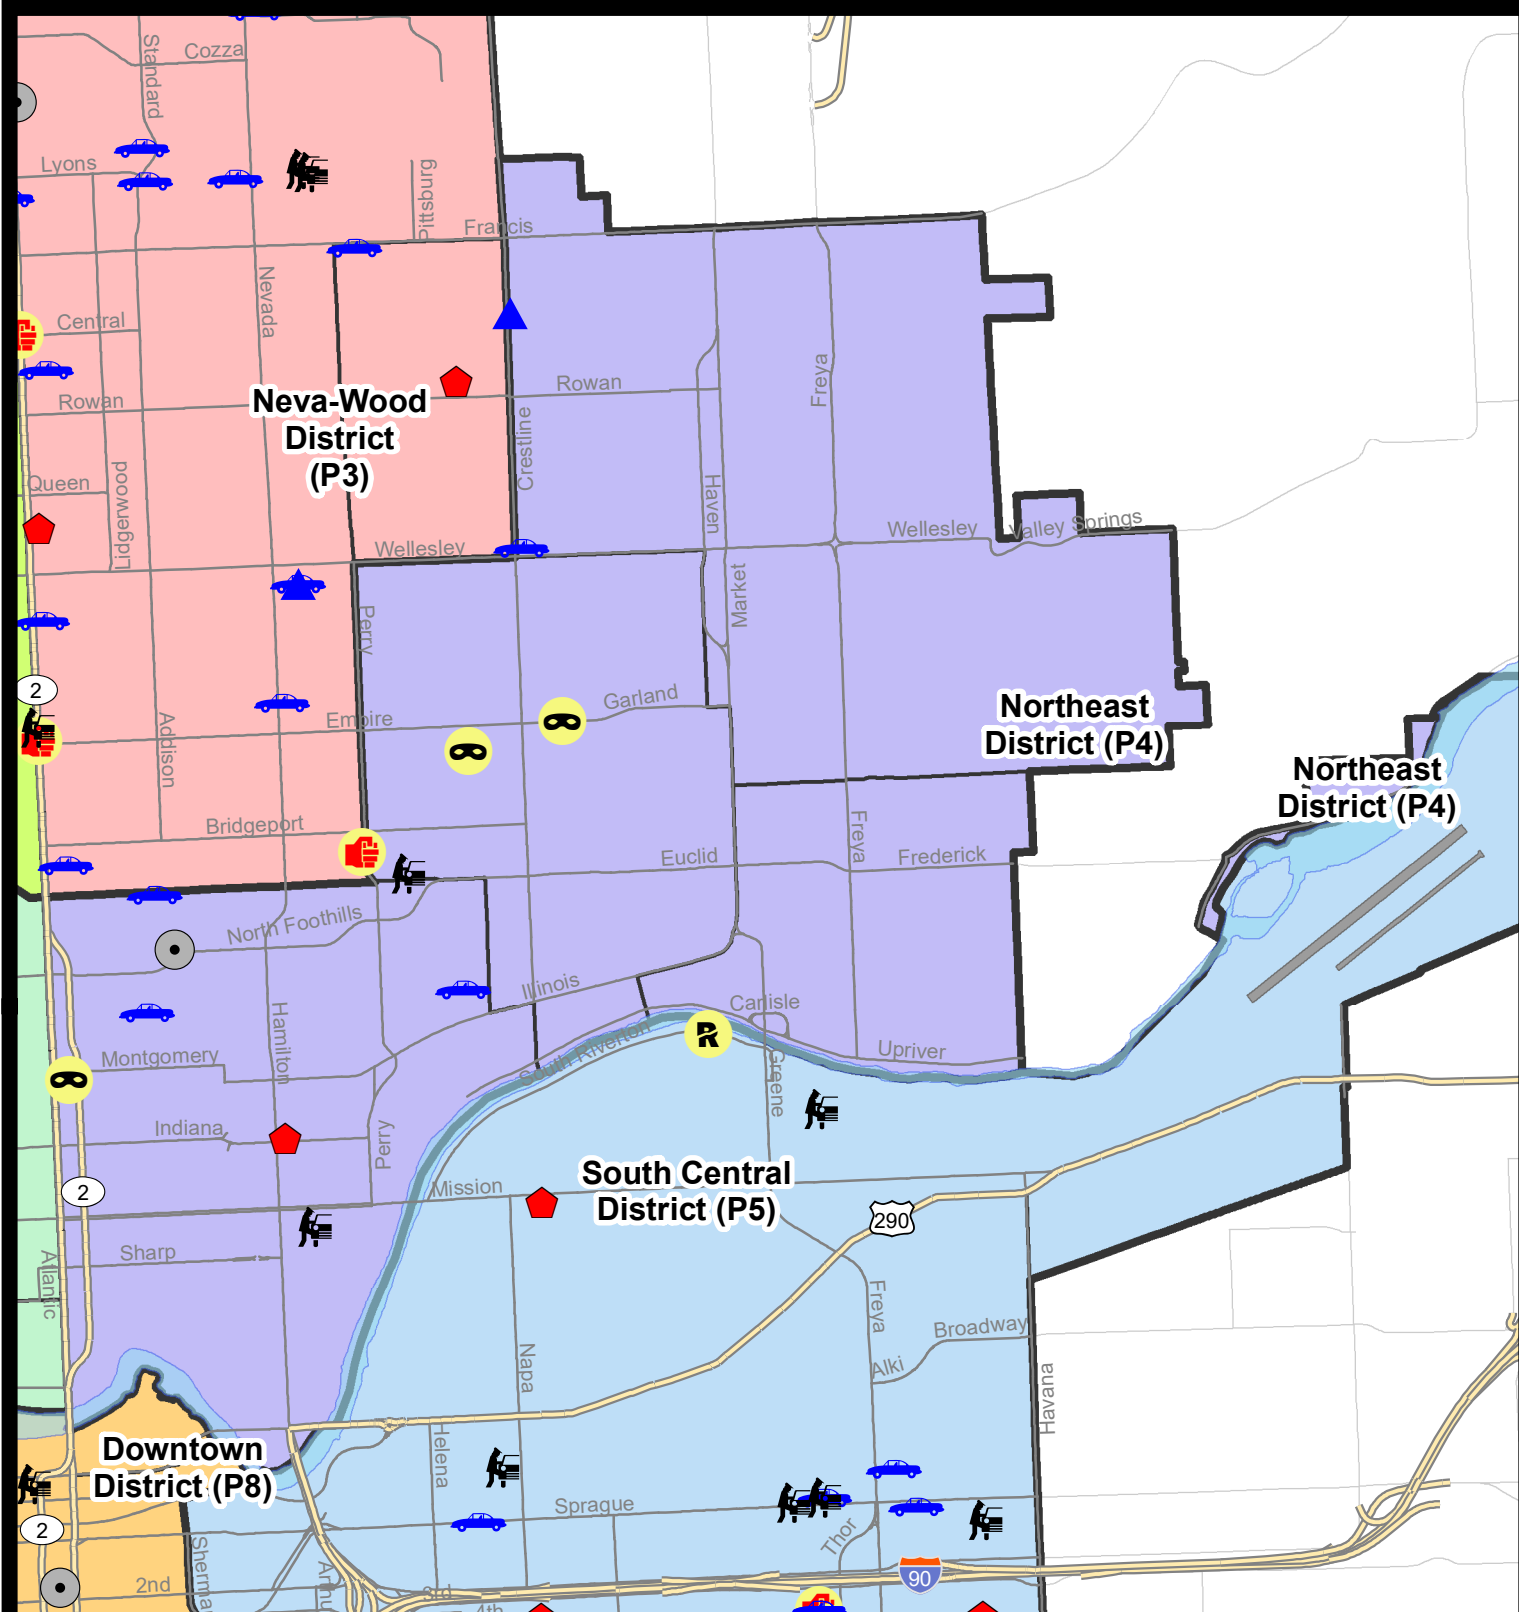 Cozza
Standard
Lyons
Pittsburg
Francis
Nevada
Central
Rowan
Freya
Neva-Wood
District
(P3)
Rowan
Crestline
Queen
Lidgerwood
Haven
Wellesley
Valley Springs
Wellesley
Market
Perry
2
Garland
Northeast
District (P4)
Empire
Addison
Northeast
District (P4)
Bridgeport
Freya
Euclid
Frederick
North Foothills
Illinois
Hamilton
Carlisle
R
South Riverton
Upriver
Montgomery
Greene
Indiana
Perry
South Central
District (P5)
Mission
2
290
Sharp
Atlantic
Freya
Broadway
Napa
Alki
Havana
Downtown
District (P8)
Helena
Sprague
2
Thor
2nd
90
3rd
4th